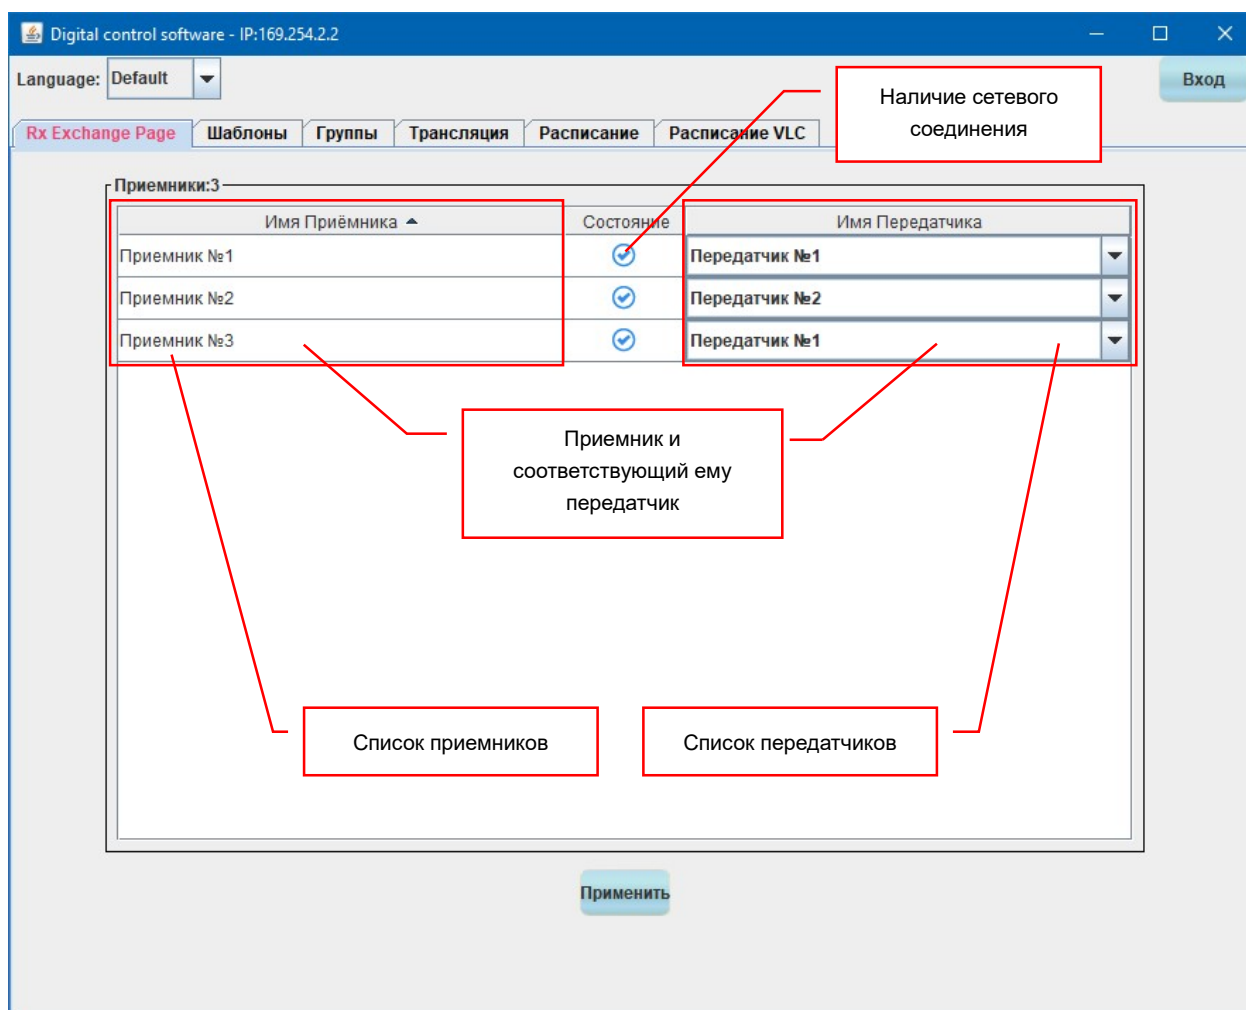 Digital control software - IP:169.254.2.2
Language: Default
Вход
Наличие сетевого
соединения
Rx Exchange Page Шаблоны Группы Трансляция Расписание Расписание VLC
Приемники:3
Имя Приёмника Состояние Имя Передатчика
Приемник №1 Передатчик №1
Приемник №2 Передатчик №2
Приемник №3 Передатчик №1
Приемник и
соответствующий ему
передатчик
Список приемников Список передатчиков
Применить